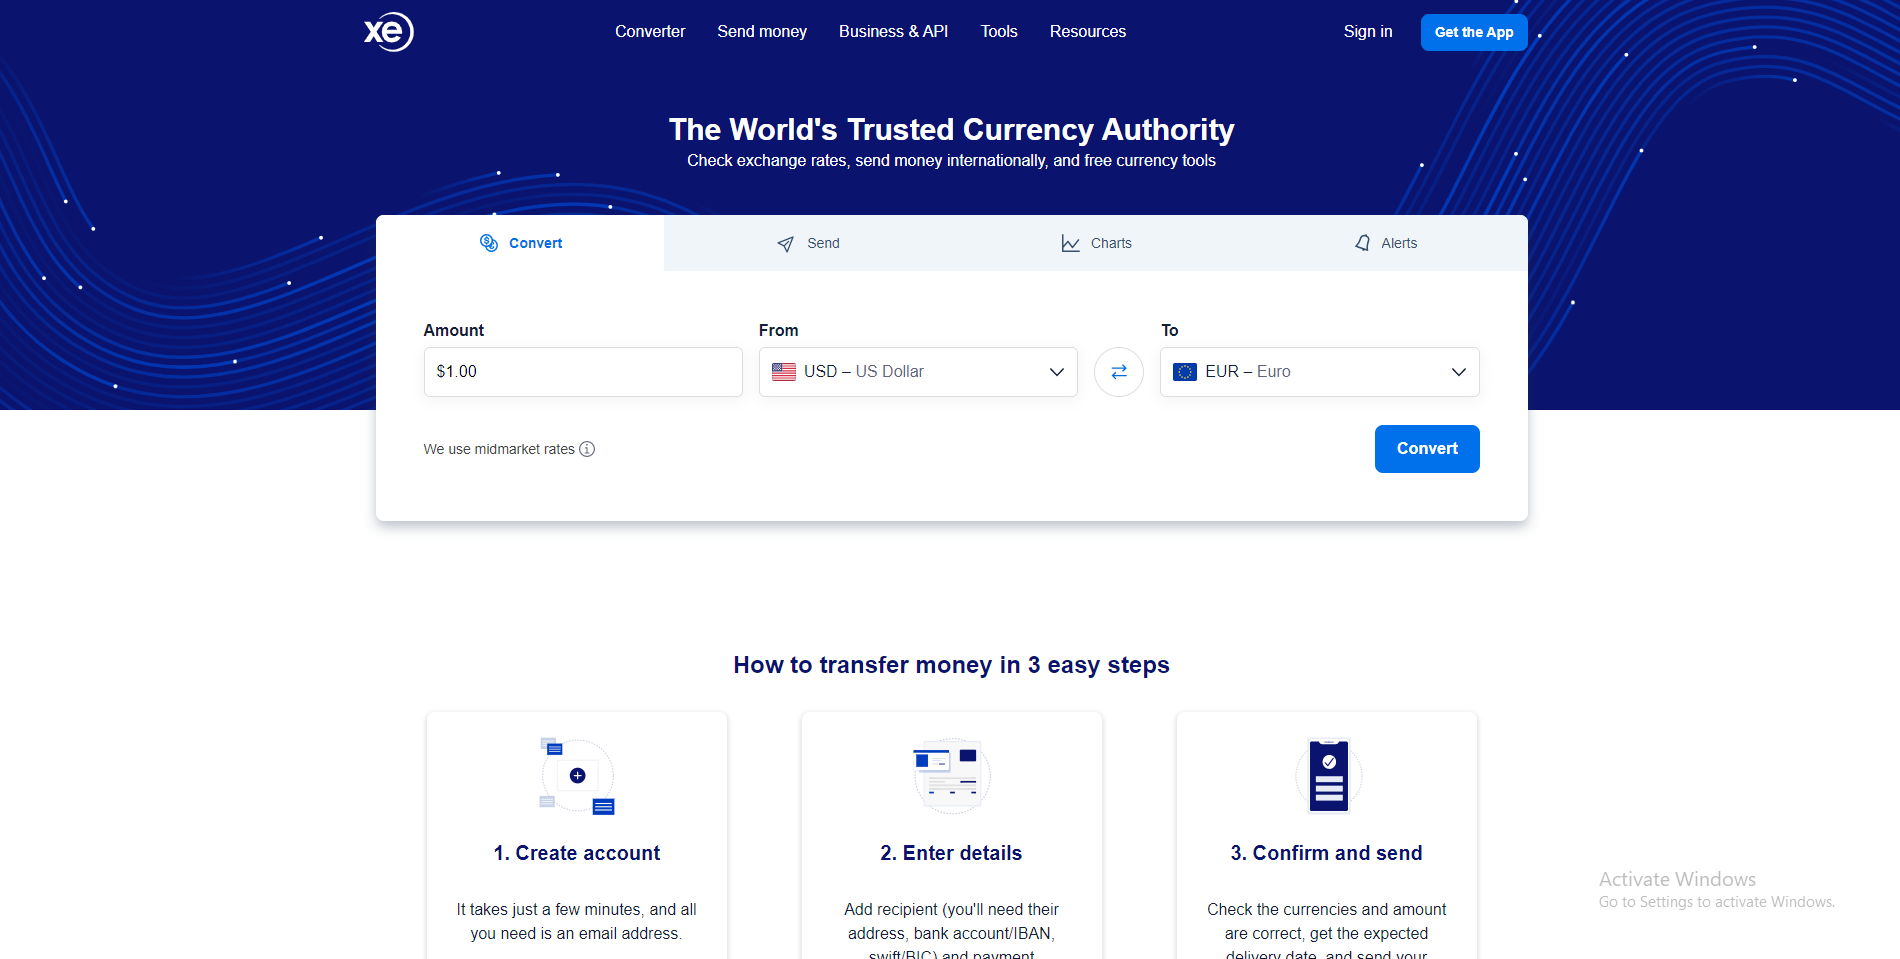 xe
Converter
Send money
Business & API
Tools
Resources
Sign in
Get the App
The World's Trusted Currency Authority
Check exchange rates, send money internationally, and free currency tools
Convert
Send
Charts
Alerts
Amount
From
To
$1.00
USD – US Dollar
EUR – Euro
We use midmarket rates
Convert
How to transfer money in 3 easy steps
1. Create account
It takes just a few minutes, and all
you need is an email address.
2. Enter details
Add recipient (you'll need their
address, bank account/IBAN,
swift/BIC) and payment
3. Confirm and send
Check the currencies and amount
are correct, get the expected
delivery date, and send your
Activate Windows
Go to Settings to activate Windows.